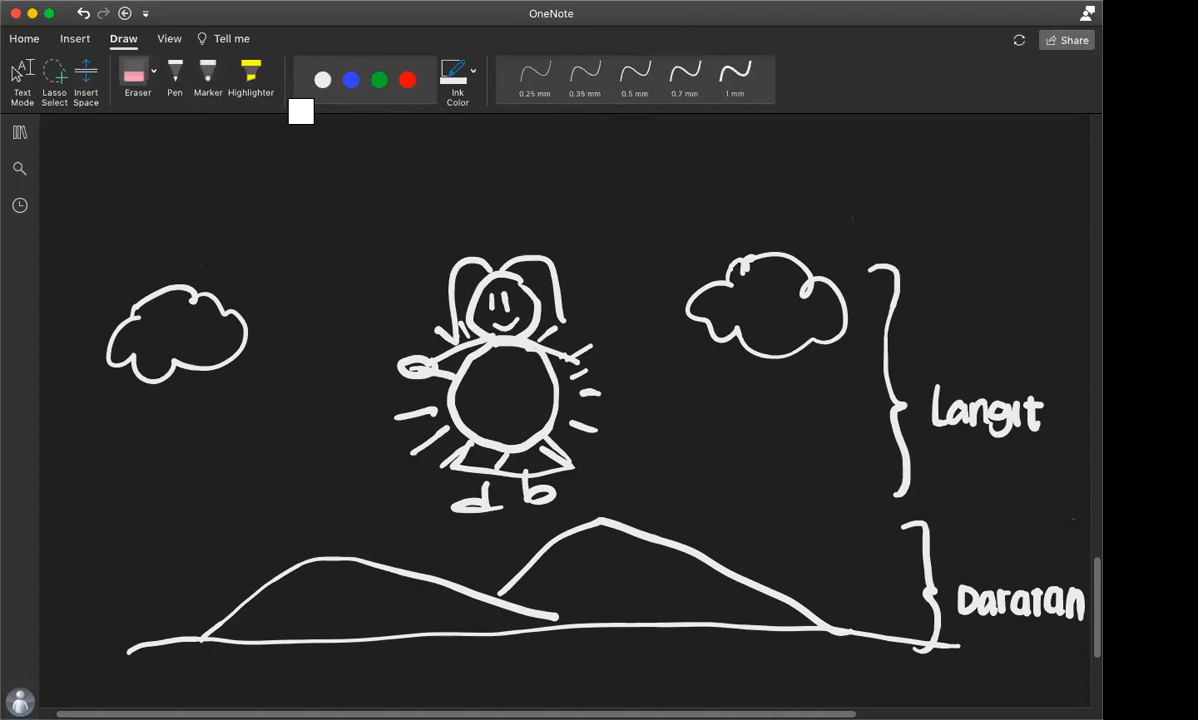 OneNote
Home Insert Draw View Tell me
Share
Text Mode
Lasso Select
Insert Space
Eraser
Pen
Marker
Highlighter
Ink Color
0.25 mm
0.35 mm
0.5 mm
0.7 mm
1 mm
Langit
Daratan